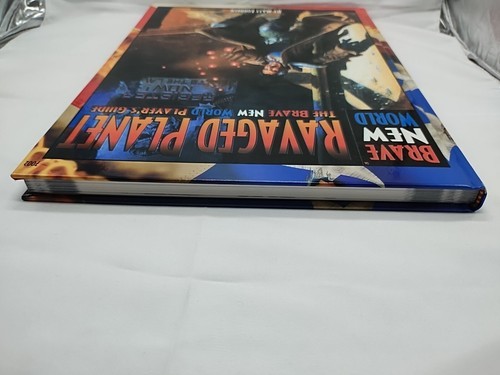 BRAVE
NEW
WORLD
RAVAGED PLANET
THE BRAVE NEW WORLD PLAYER'S GUIDE